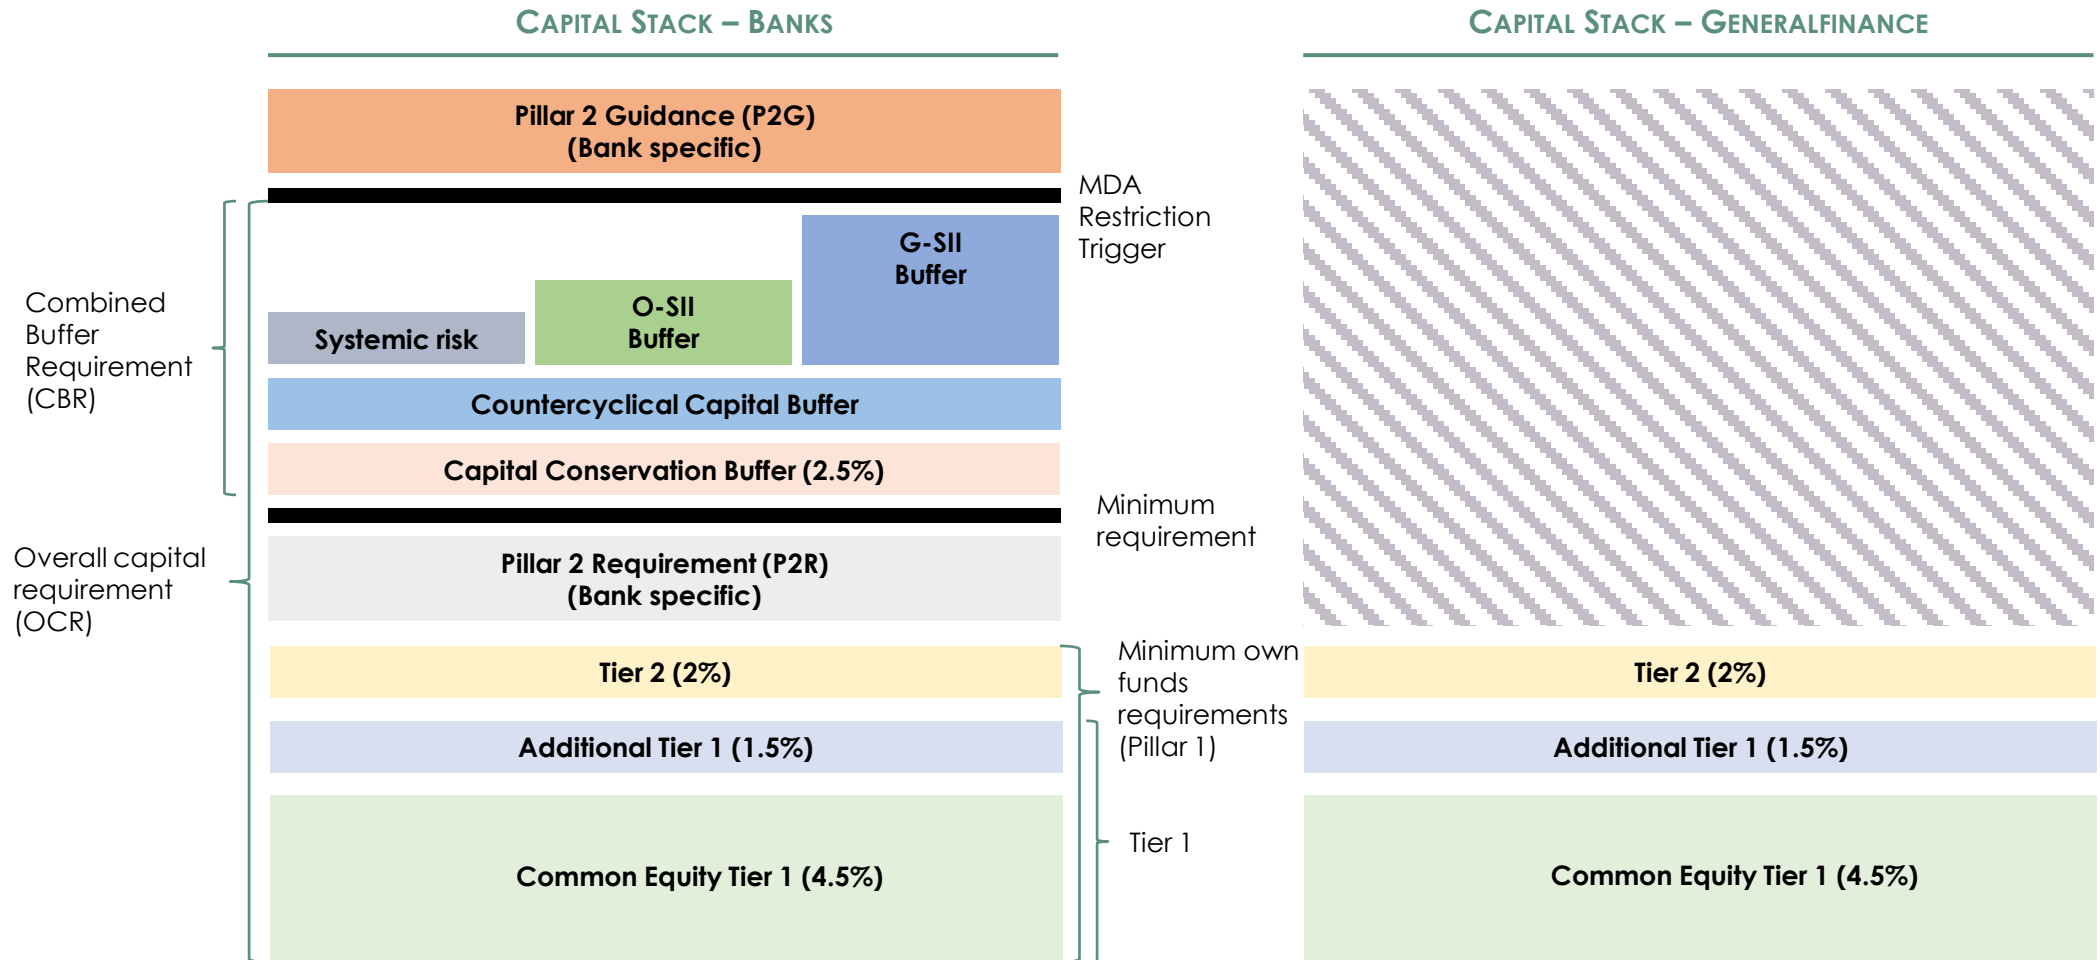 CAPITAL STACK – BANKS
CAPITAL STACK – GENERALFINANCE
Pillar 2 Guidance (P2G)
(Bank specific)
MDA
Restriction
Trigger
G-SII
Buffer
O-SII
Buffer
Systemic risk
Combined
Buffer
Requirement
(CBR)
Countercyclical Capital Buffer
Capital Conservation Buffer (2.5%)
Minimum
requirement
Overall capital
requirement
(OCR)
Pillar 2 Requirement (P2R)
(Bank specific)
Minimum own
funds
requirements
(Pillar 1)
Tier 2 (2%)
Tier 2 (2%)
Additional Tier 1 (1.5%)
Additional Tier 1 (1.5%)
Tier 1
Common Equity Tier 1 (4.5%)
Common Equity Tier 1 (4.5%)